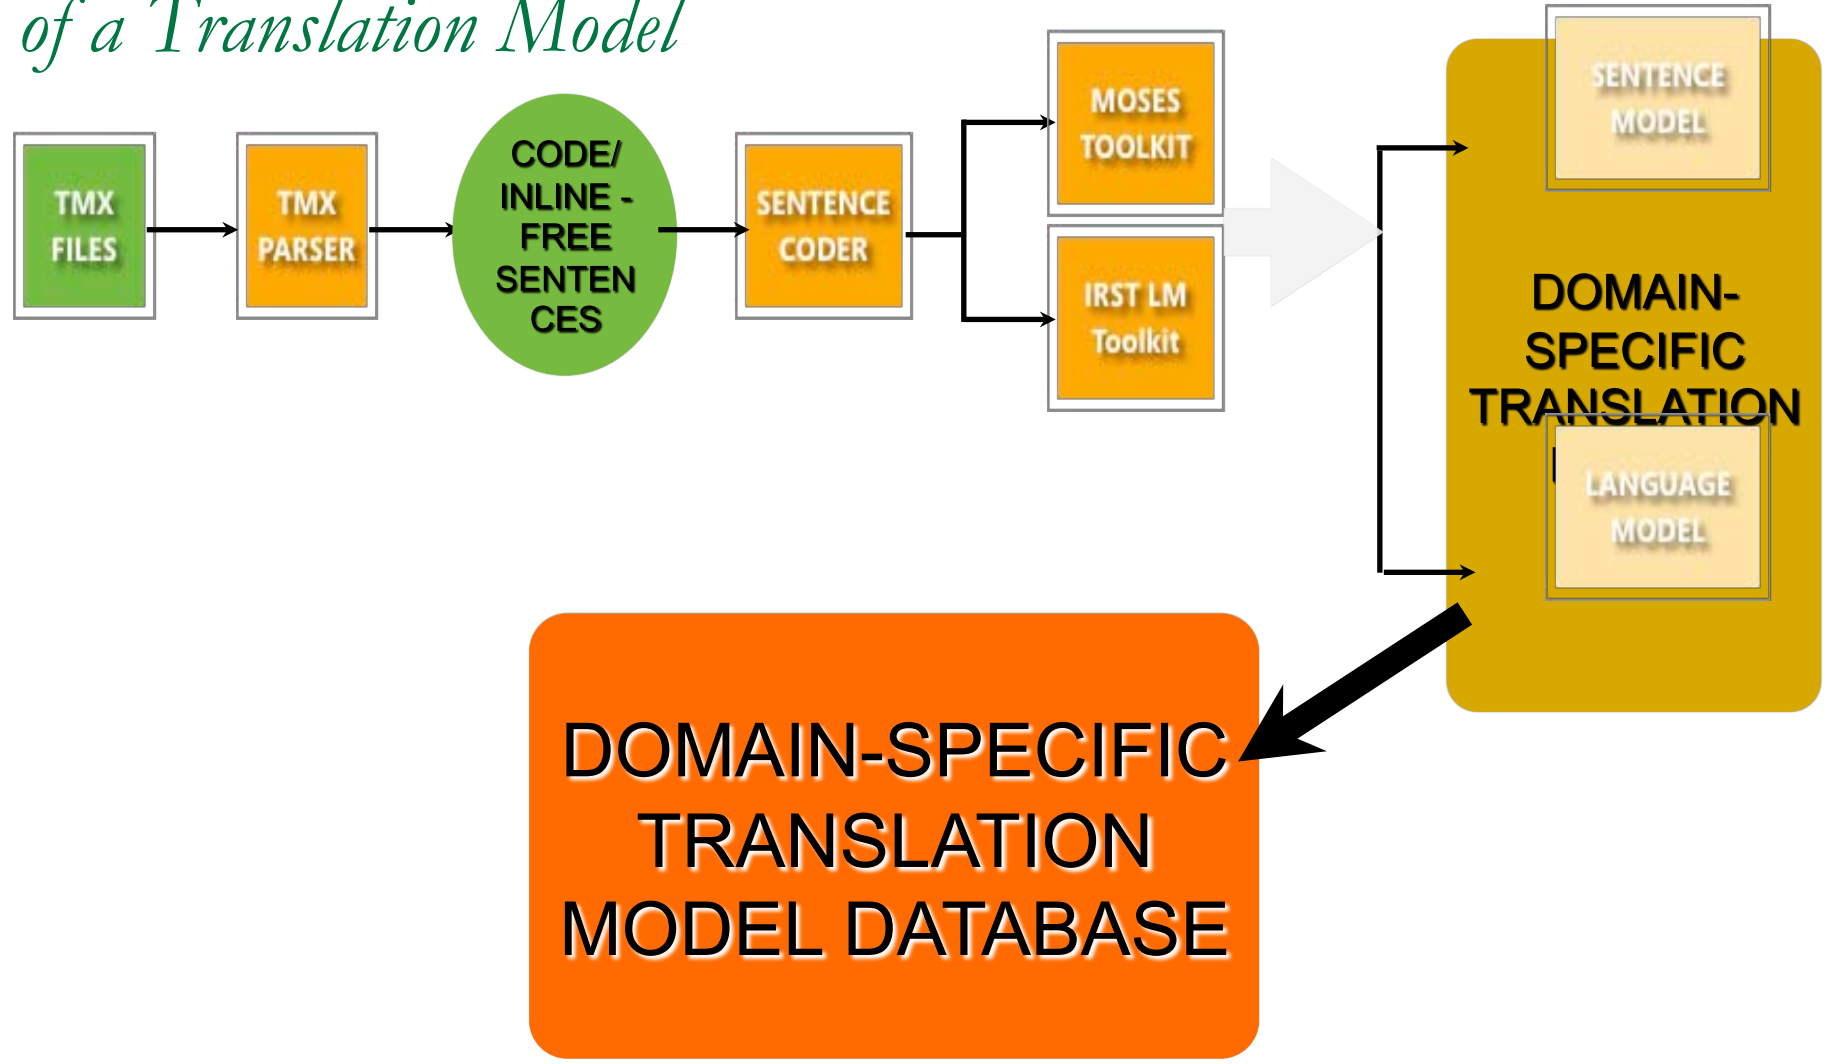 of a Translation Model
TMX
FILES
TMX
PARSER
CODE/
INLINE -
FREE
SENTEN
CES
SENTENCE
CODER
MOSES
TOOLKIT
IRST LM
Toolkit
SENTENCE
MODEL
DOMAIN-
SPECIFIC
TRANSLATION
LANGUAGE
MODEL
DOMAIN-SPECIFIC
TRANSLATION
MODEL DATABASE